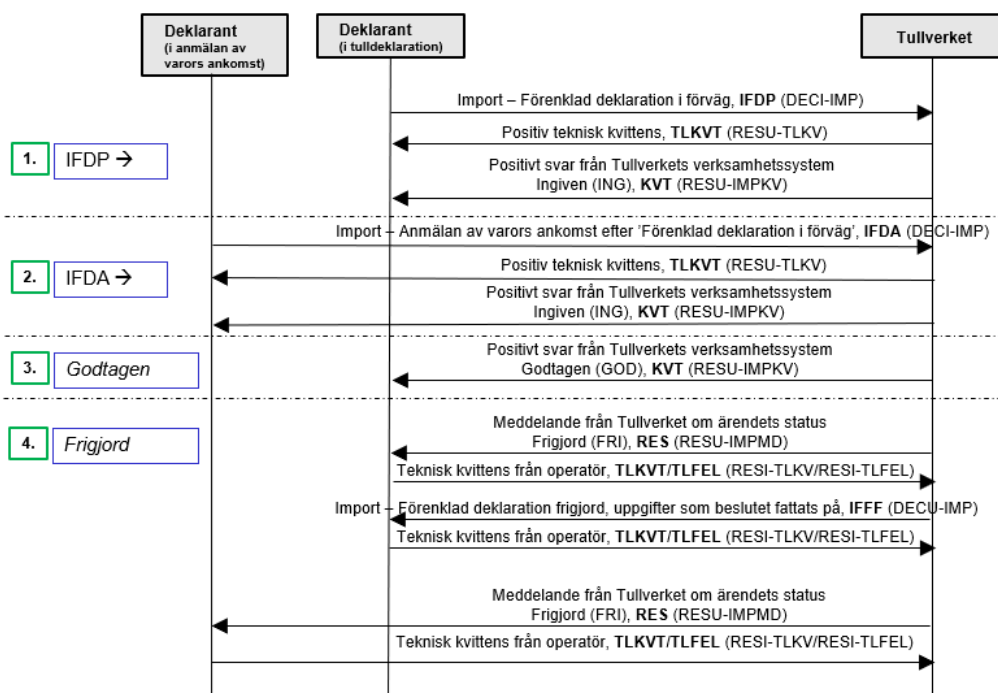 Deklarant
(i anmälan av
varors ankomst)
Deklarant
(i tulldeklaration)
Tullverket
Import – Förenklad deklaration i förväg, IFDP (DECI-IMP)
Positiv teknisk kvittens, TLKVT (RESU-TLKV)
1.
IFDP →
Positivt svar från Tullverkets verksamhetssystem
Ingiven (ING), KVT (RESU-IMPKV)
Import – Anmälan av varors ankomst efter 'Förenklad deklaration i förväg', IFDA (DECI-IMP)
2.
IFDA →
Positiv teknisk kvittens, TLKVT (RESU-TLKV)
Positivt svar från Tullverkets verksamhetssystem
Ingiven (ING), KVT (RESU-IMPKV)
3.
Godtagen
Positivt svar från Tullverkets verksamhetssystem
Godtagen (GOD), KVT (RESU-IMPKV)
4.
Frigjord
Meddelande från Tullverket om ärendets status
Frigjord (FRI), RES (RESU-IMPMD)
Teknisk kvittens från operatör, TLKVT/TLFEL (RESI-TLKV/RESI-TLFEL)
Import – Förenklad deklaration frigjord, uppgifter som beslutet fattats på, IFFF (DECU-IMP)
Teknisk kvittens från operatör, TLKVT/TLFEL (RESI-TLKV/RESI-TLFEL)
Meddelande från Tullverket om ärendets status
Frigjord (FRI), RES (RESU-IMPMD)
Teknisk kvittens från operatör, TLKVT/TLFEL (RESI-TLKV/RESI-TLFEL)